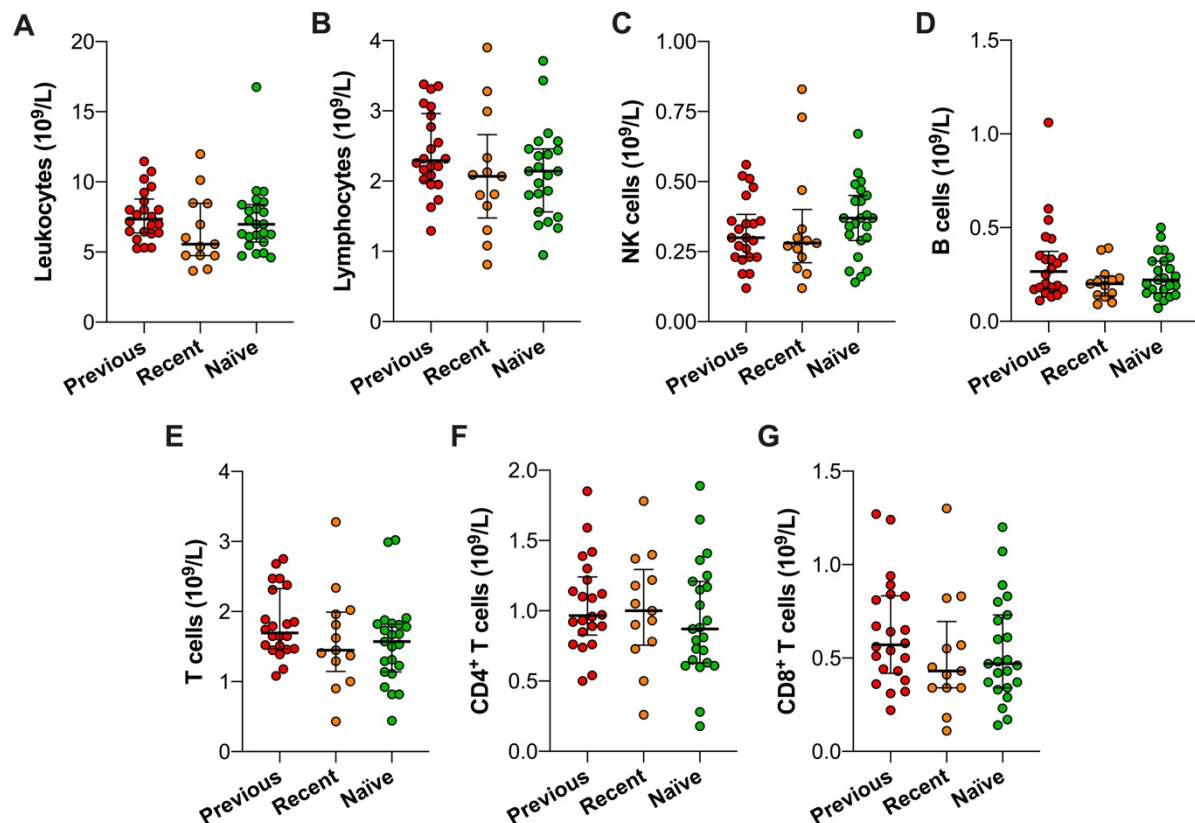 A
Leukocytes (10⁹/L)
20
15
10
5
0
Previous
Recent
Naïve
B
Lymphocytes (10⁹/L)
4
3
2
1
0
Previous
Recent
Naïve
C
NK cells (10⁹/L)
1.00
0.75
0.50
0.25
0.00
Previous
Recent
Naïve
D
B cells (10⁹/L)
1.5
1.0
0.5
0.0
Previous
Recent
Naïve
E
T cells (10⁹/L)
4
3
2
1
0
Previous
Recent
Naïve
F
CD4⁺ T cells (10⁹/L)
2.0
1.5
1.0
0.5
0.0
Previous
Recent
Naïve
G
CD8⁺ T cells (10⁹/L)
1.5
1.0
0.5
0.0
Previous
Recent
Naïve